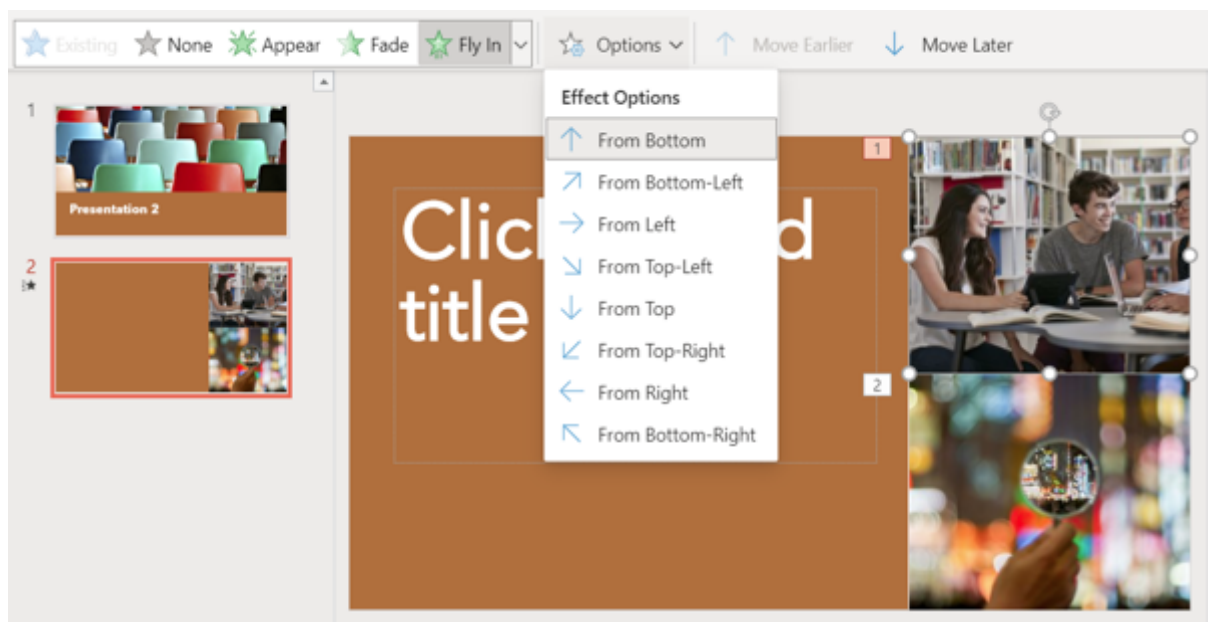 Existing None Appear Fade Fly In Options Move Earlier Move Later
Effect Options
From Bottom
From Bottom-Left
From Left
From Top-Left
From Top
From Top-Right
From Right
From Bottom-Right
1
Presentation 2
2
1
Clic d
title
2